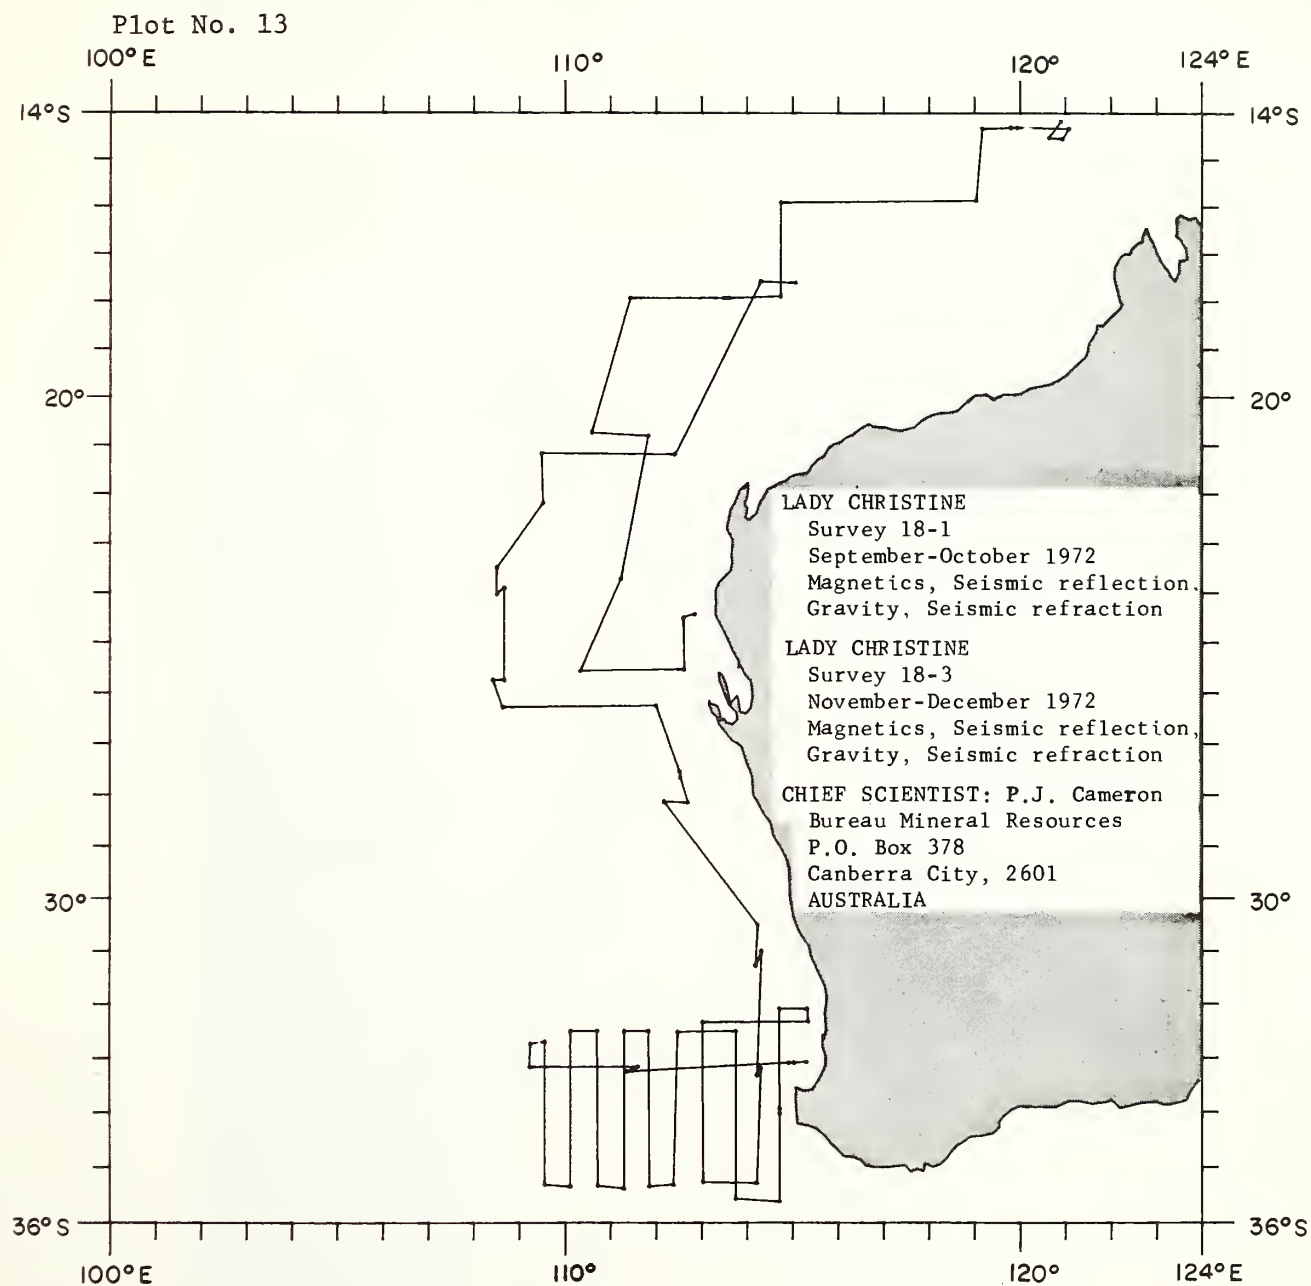 Plot No. 13
100° E 110° 120° 124° E
14° S 14° S
20° 20°
LADY CHRISTINE
Survey 18-1
September-October 1972
Magnetics, Seismic reflection.
Gravity, Seismic refraction
LADY CHRISTINE
Survey 18-3
November-December 1972
Magnetics, Seismic reflection,
Gravity, Seismic refraction
CHIEF SCIENTIST: P.J. Cameron
Bureau Mineral Resources
P.O. Box 378
Canberra City, 2601
AUSTRALIA
30° 30°
36° S 36° S
100° E 110° 120° 124° E